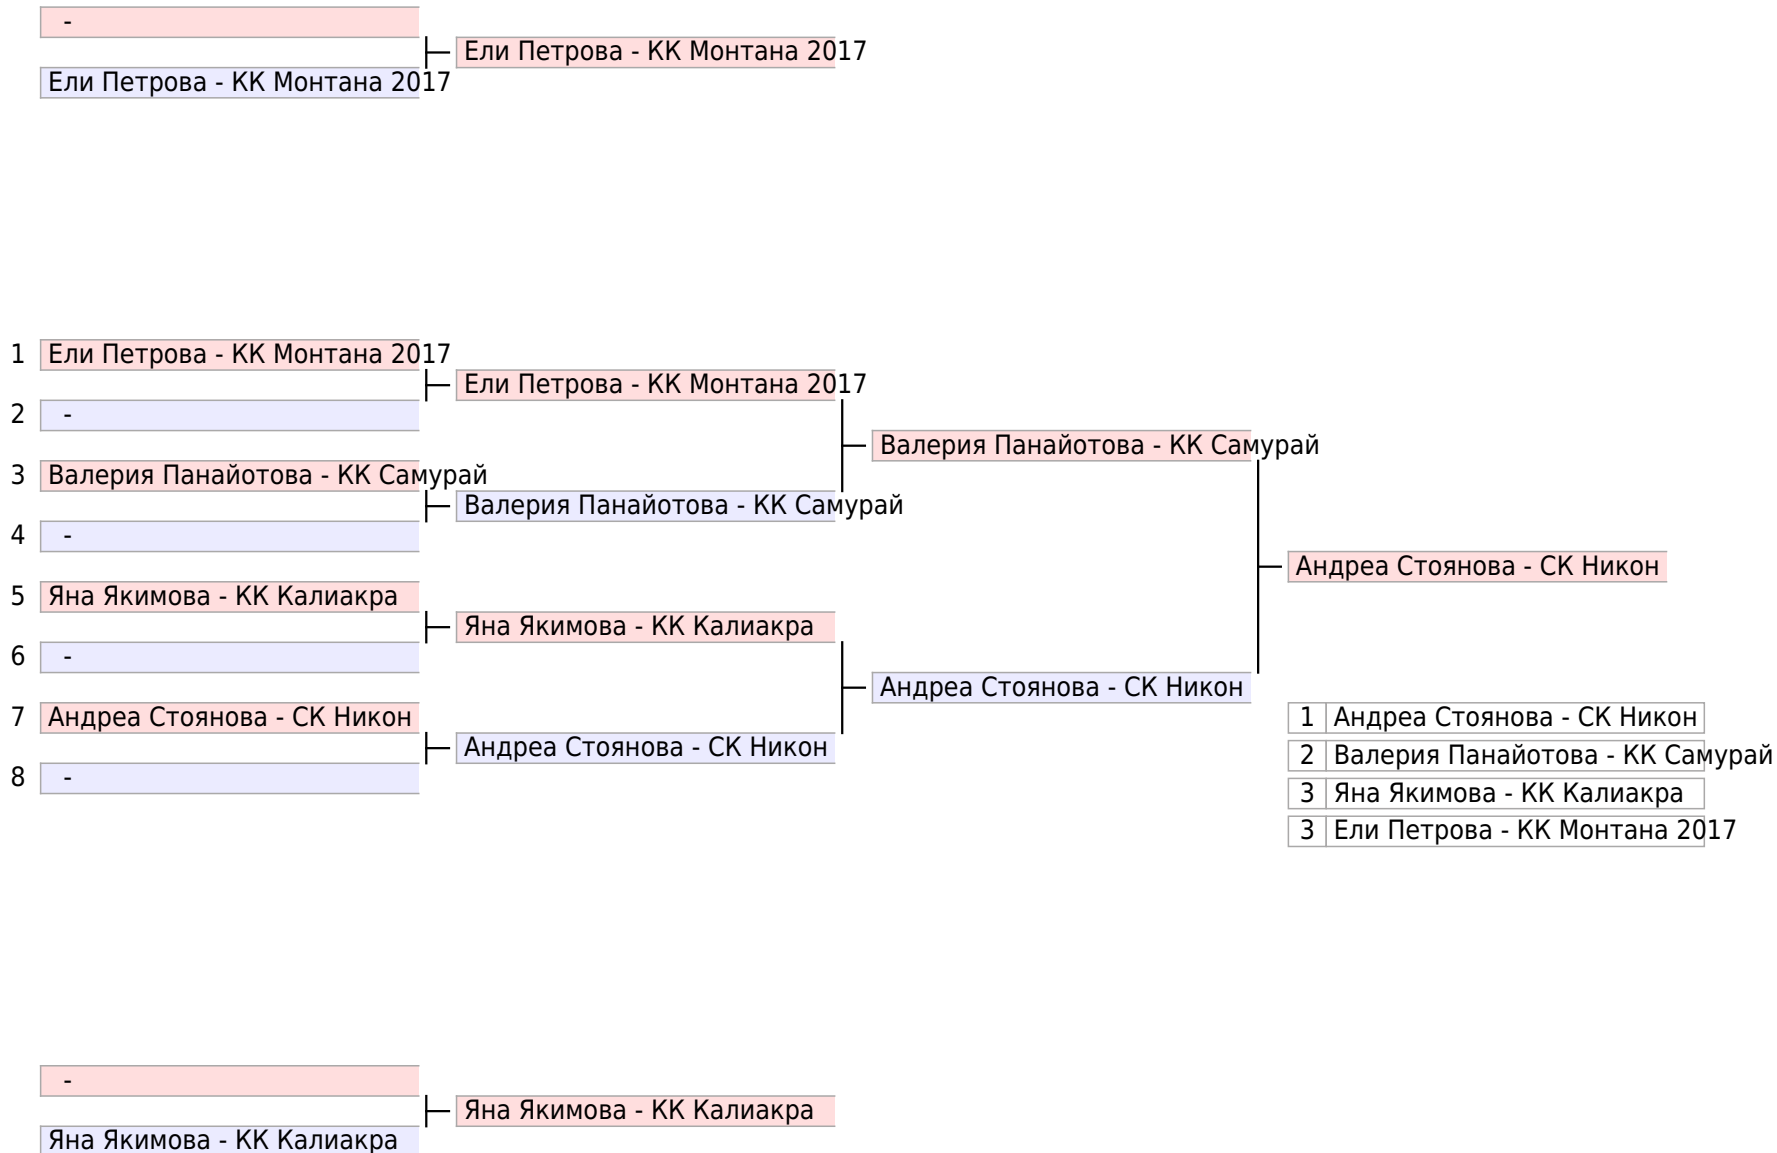 -
Ели Петрова - КК Монтана 2017
Ели Петрова - КК Монтана 2017
1 Ели Петрова - КК Монтана 2017
Ели Петрова - КК Монтана 2017
2 -
Валерия Панайотова - КК Самурай
3 Валерия Панайотова - КК Самурай
Валерия Панайотова - КК Самурай
4 -
Андреа Стоянова - СК Никон
5 Яна Якимова - КК Калиакра
Яна Якимова - КК Калиакра
6 -
Андреа Стоянова - СК Никон
7 Андреа Стоянова - СК Никон
Андреа Стоянова - СК Никон
8 -
1 Андреа Стоянова - СК Никон
2 Валерия Панайотова - КК Самурай
3 Яна Якимова - КК Калиакра
3 Ели Петрова - КК Монтана 2017
-
Яна Якимова - КК Калиакра
Яна Якимова - КК Калиакра